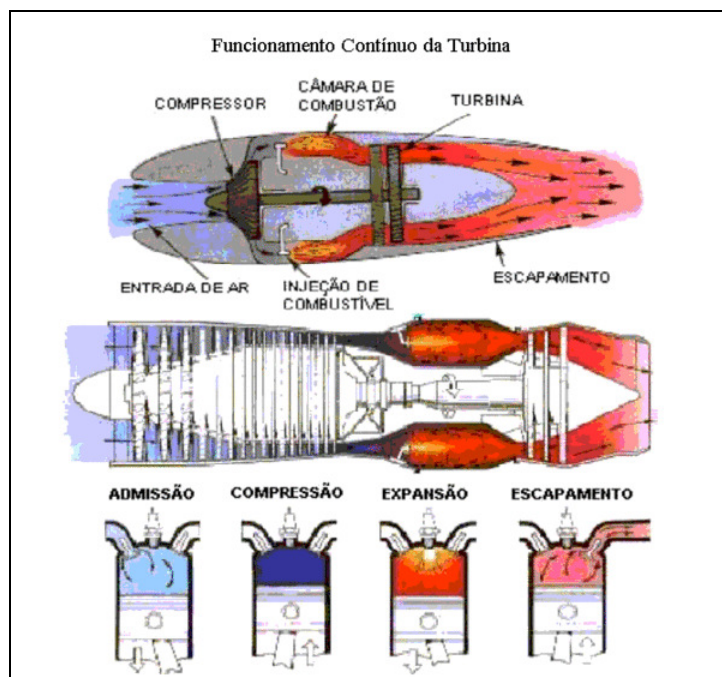 Funcionamento Contínuo da Turbina
CÂMARA DE
COMBUSTÃO
COMPRESSOR
TURBINA
ENTRADA DE AR
INJEÇÃO DE
COMBUSTÍVEL
ESCAPAMENTO
ADMISSÃO COMPRESSÃO EXPANSÃO ESCAPAMENTO